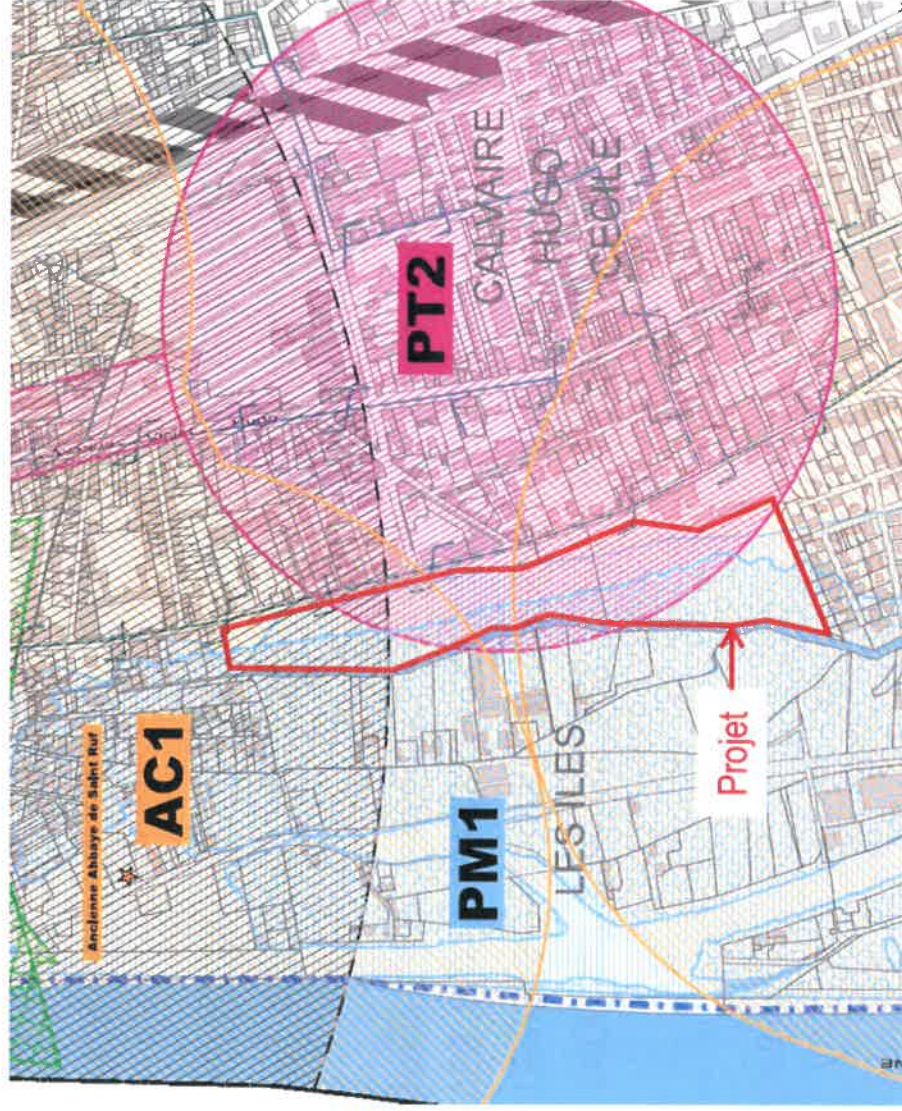 Ancienne Abbaye de Saint Ruf
AC1
PM1
LES ILES
Projet
PT2
CALVAIRE
HUGO
CECILE